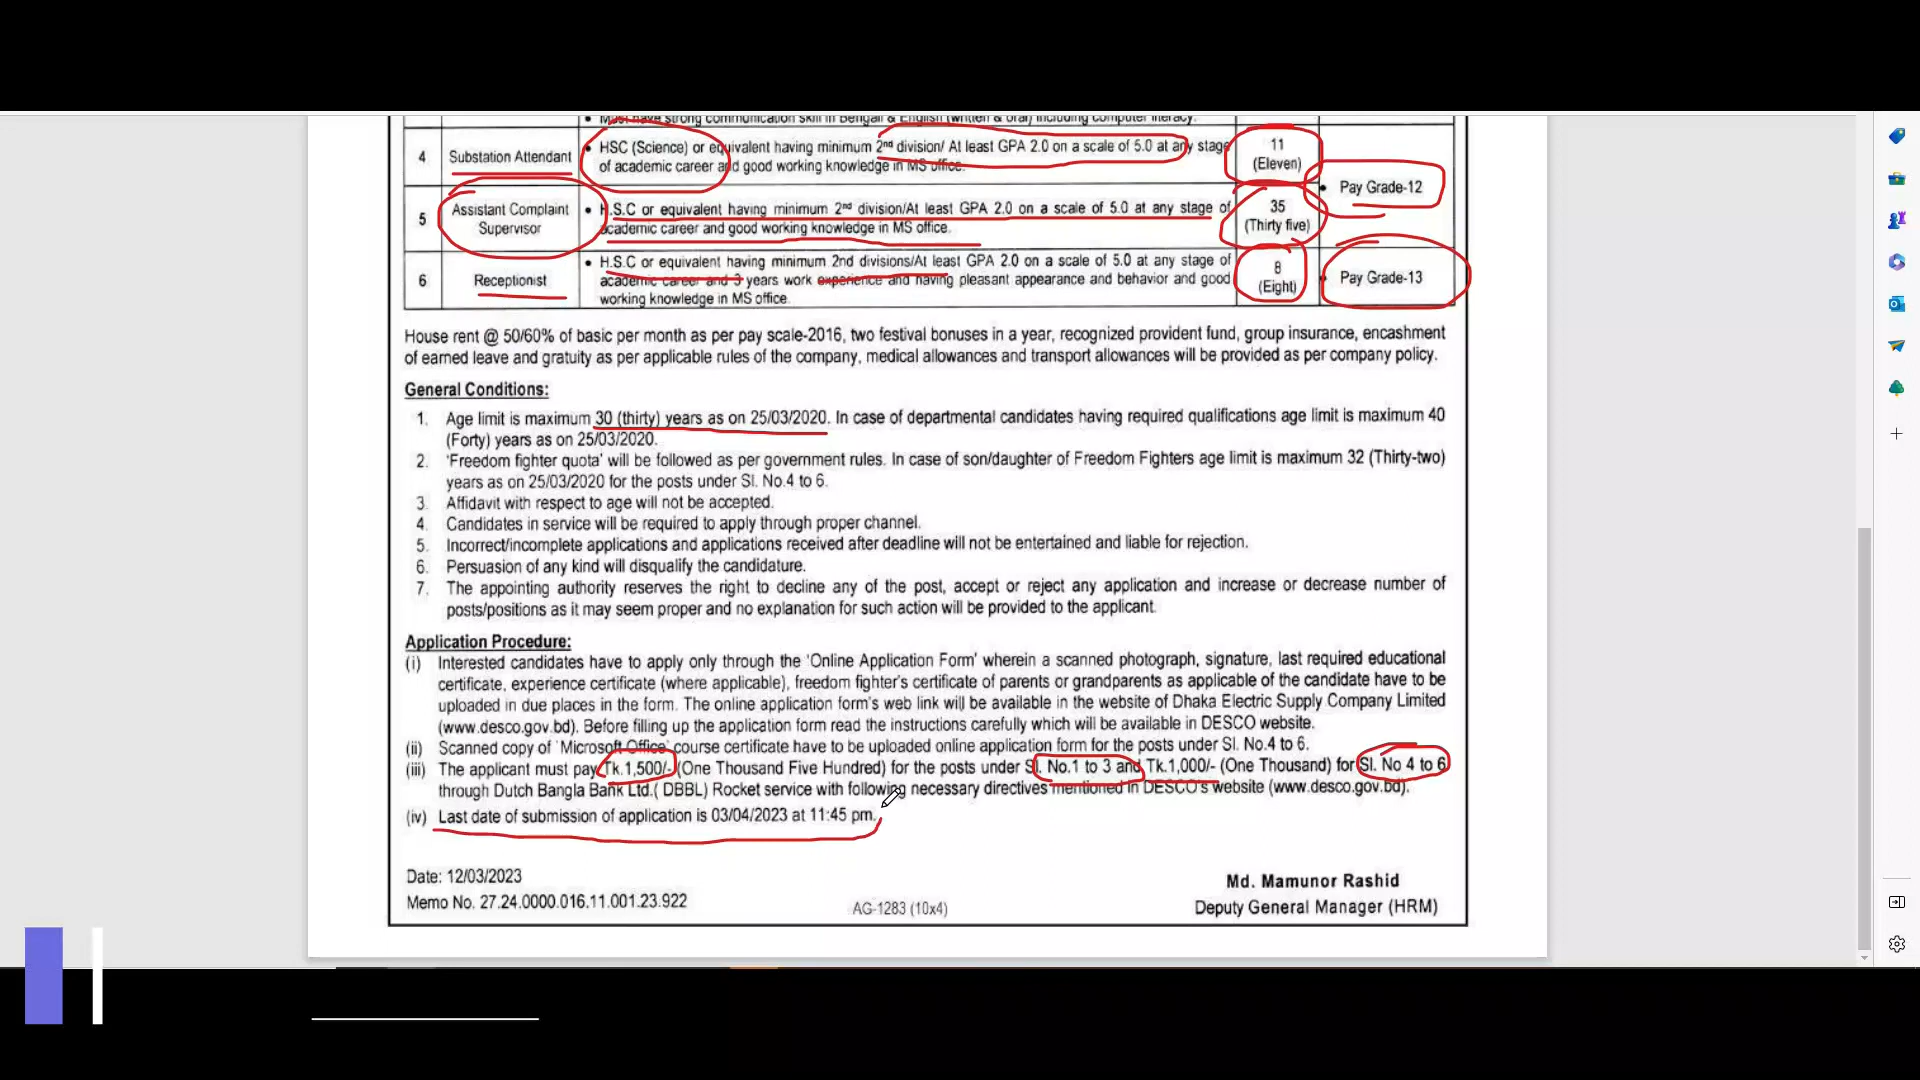 Must have strong communication skill in Bengali & English (written & oral) including computer literacy.
4 Substation Attendant • HSC (Science) or equivalent having minimum 2nd division/ At least GPA 2.0 on a scale of 5.0 at any stage of academic career and good working knowledge in MS office. 11 (Eleven)
• Pay Grade-12
5 Assistant Complaint Supervisor • H.S.C or equivalent having minimum 2nd division/At least GPA 2.0 on a scale of 5.0 at any stage of academic career and good working knowledge in MS office. 35 (Thirty five)
6 Receptionist • H.S.C or equivalent having minimum 2nd divisions/At least GPA 2.0 on a scale of 5.0 at any stage of academic career and 3 years work experience and having pleasant appearance and behavior and good working knowledge in MS office. 8 (Eight) • Pay Grade-13
House rent @ 50/60% of basic per month as per pay scale-2016, two festival bonuses in a year, recognized provident fund, group insurance, encashment
of earned leave and gratuity as per applicable rules of the company, medical allowances and transport allowances will be provided as per company policy.
General Conditions:
1. Age limit is maximum 30 (thirty) years as on 25/03/2020. In case of departmental candidates having required qualifications age limit is maximum 40
(Forty) years as on 25/03/2020.
2. 'Freedom fighter quota' will be followed as per government rules. In case of son/daughter of Freedom Fighters age limit is maximum 32 (Thirty-two)
years as on 25/03/2020 for the posts under Sl. No.4 to 6.
3. Affidavit with respect to age will not be accepted.
4. Candidates in service will be required to apply through proper channel.
5. Incorrect/incomplete applications and applications received after deadline will not be entertained and liable for rejection.
6. Persuasion of any kind will disqualify the candidature.
7. The appointing authority reserves the right to decline any of the post, accept or reject any application and increase or decrease number of
posts/positions as it may seem proper and no explanation for such action will be provided to the applicant.
Application Procedure:
(i) Interested candidates have to apply only through the 'Online Application Form' wherein a scanned photograph, signature, last required educational
certificate, experience certificate (where applicable), freedom fighter's certificate of parents or grandparents as applicable of the candidate have to be
uploaded in due places in the form. The online application form's web link will be available in the website of Dhaka Electric Supply Company Limited
(www.desco.gov.bd). Before filling up the application form read the instructions carefully which will be available in DESCO website.
(ii) Scanned copy of 'Microsoft Office' course certificate have to be uploaded online application form for the posts under Sl. No.4 to 6.
(iii) The applicant must pay Tk.1,500/- (One Thousand Five Hundred) for the posts under Sl. No.1 to 3 and Tk.1,000/- (One Thousand) for Sl. No 4 to 6
through Dutch Bangla Bank Ltd.( DBBL) Rocket service with following necessary directives mentioned in DESCO's website (www.desco.gov.bd).
(iv) Last date of submission of application is 03/04/2023 at 11:45 pm.
Date: 12/03/2023
Memo No. 27.24.0000.016.11.001.23.922
AG-1283 (10x4)
Md. Mamunor Rashid
Deputy General Manager (HRM)